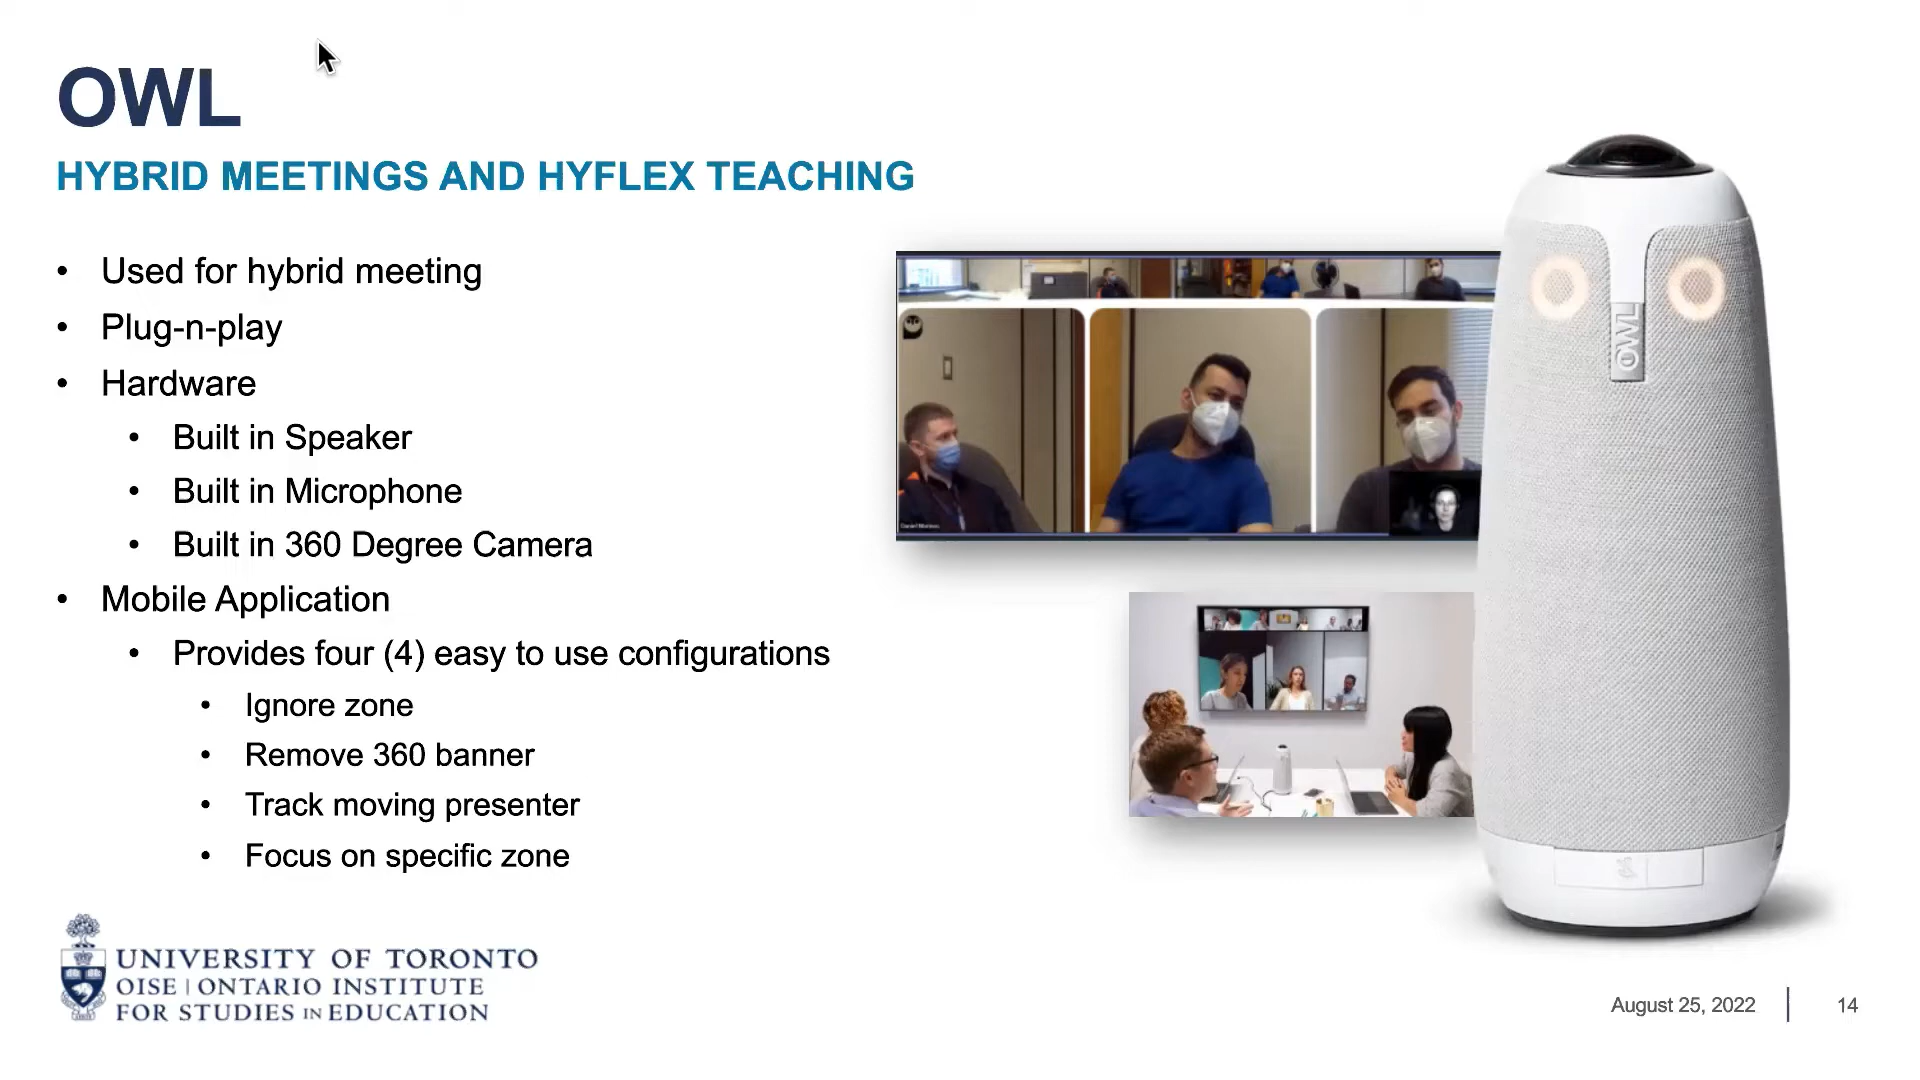 OWL
HYBRID MEETINGS AND HYFLEX TEACHING
• Used for hybrid meeting
• Plug-n-play
• Hardware
• Built in Speaker
• Built in Microphone
• Built in 360 Degree Camera
• Mobile Application
• Provides four (4) easy to use configurations
• Ignore zone
• Remove 360 banner
• Track moving presenter
• Focus on specific zone
OWL
UNIVERSITY OF TORONTO
OISE | ONTARIO INSTITUTE
FOR STUDIES IN EDUCATION
August 25, 2022
14